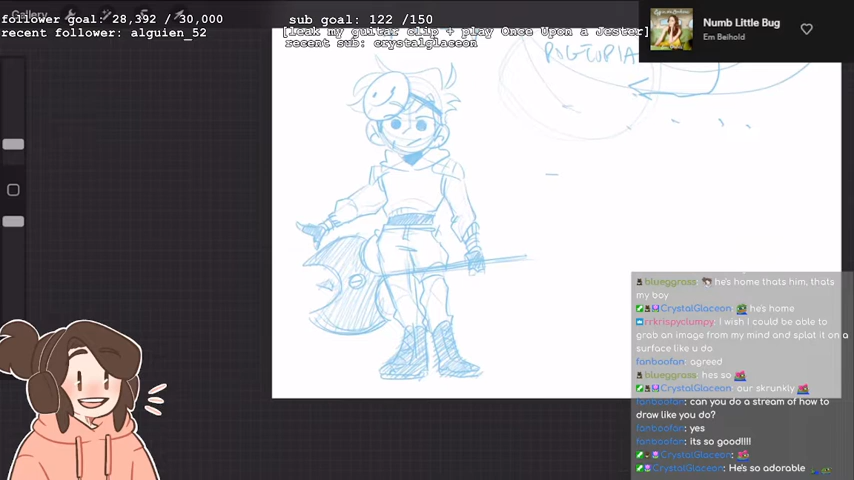 Gallery
follower goal: 28,392 / 30,000
recent follower: alguien_52
sub goal: 122 /150
[leak my guitar clip + play Once Upon a Jester]
recent sub: crystalglaceon
Numb Little Bug
Em Beihold
POGTOPIA
blueggrass: he's home thats him, thats
my boy
CrystalGlaceon: he's home
rrkrispyclumpy: I wish I could be able to
grab an image from my mind and splat it on a
surface like u do
fanboofan: agreed
blueggrass: hes so
CrystalGlaceon: our skrunkly
fanboofan: can you do a stream of how to
draw like you do?
fanboofan: yes
fanboofan: its so good!!!!
CrystalGlaceon:
CrystalGlaceon: He's so adorable